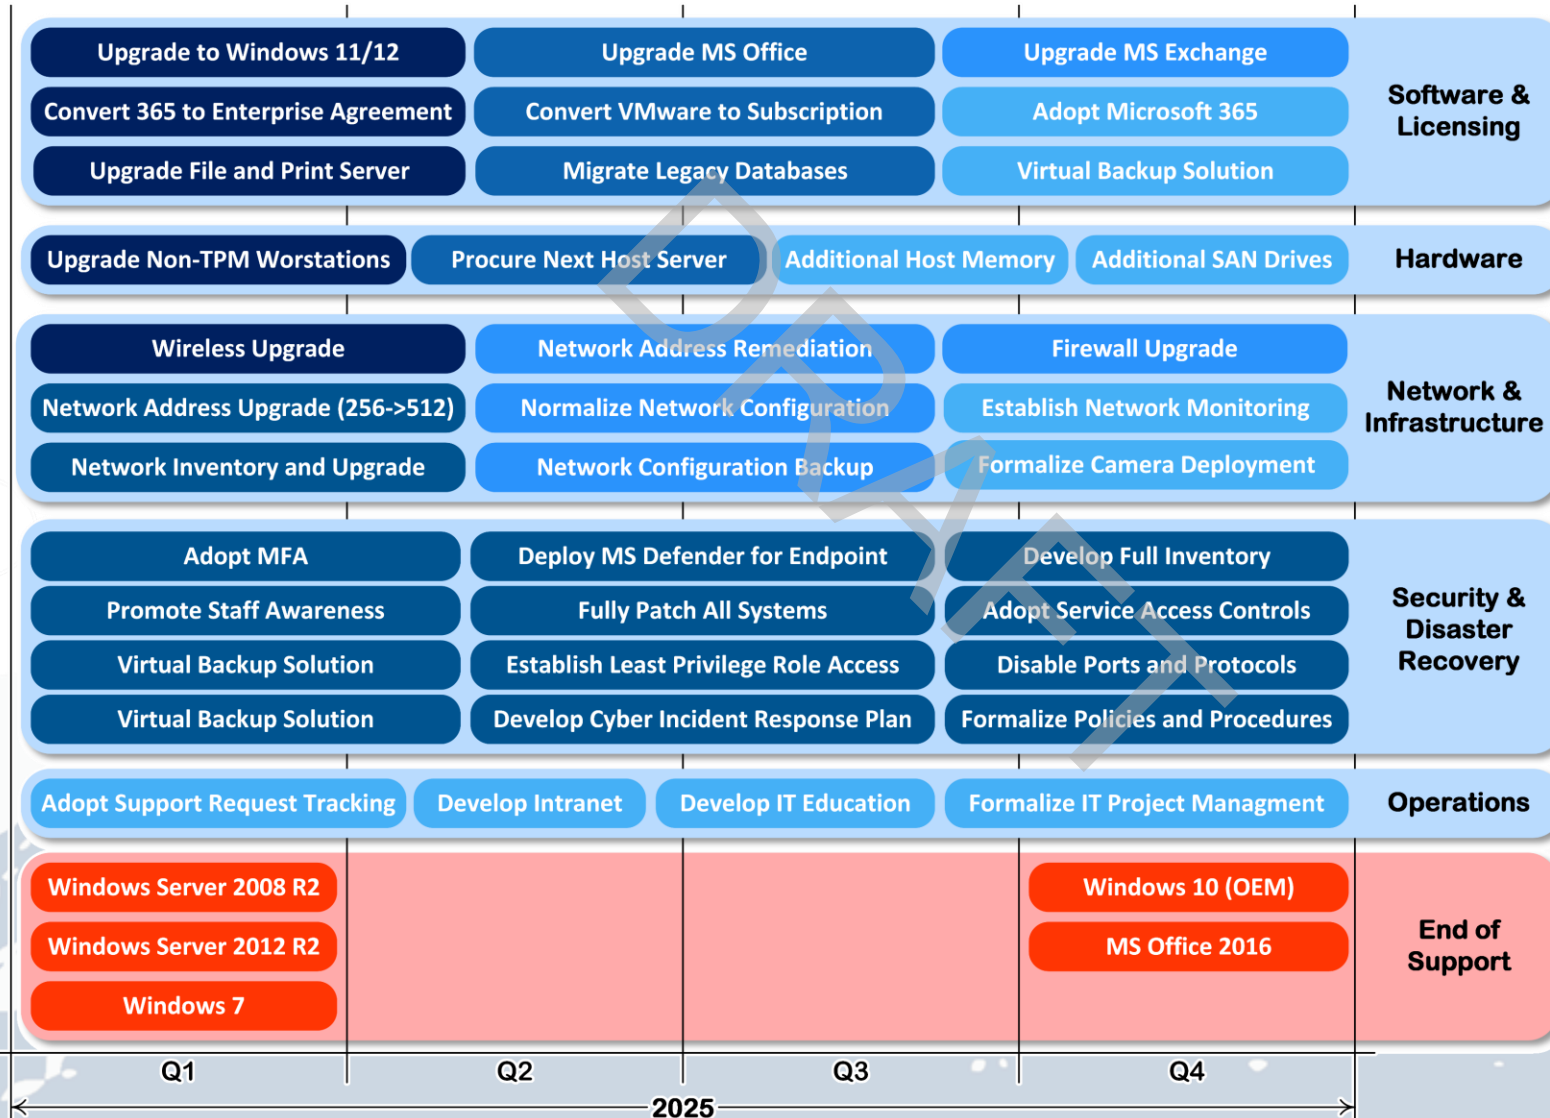 Upgrade to Windows 11/12
Upgrade MS Office
Upgrade MS Exchange
Convert 365 to Enterprise Agreement
Convert VMware to Subscription
Adopt Microsoft 365
Upgrade File and Print Server
Migrate Legacy Databases
Virtual Backup Solution
Software &
Licensing
Upgrade Non-TPM Worstations
Procure Next Host Server
Additional Host Memory
Additional SAN Drives
Hardware
Wireless Upgrade
Network Address Remediation
Firewall Upgrade
Network Address Upgrade (256->512)
Normalize Network Configuration
Establish Network Monitoring
Network Inventory and Upgrade
Network Configuration Backup
Formalize Camera Deployment
Network &
Infrastructure
Adopt MFA
Deploy MS Defender for Endpoint
Develop Full Inventory
Promote Staff Awareness
Fully Patch All Systems
Adopt Service Access Controls
Virtual Backup Solution
Establish Least Privilege Role Access
Disable Ports and Protocols
Virtual Backup Solution
Develop Cyber Incident Response Plan
Formalize Policies and Procedures
Security &
Disaster
Recovery
Adopt Support Request Tracking
Develop Intranet
Develop IT Education
Formalize IT Project Managment
Operations
Windows Server 2008 R2
Windows 10 (OEM)
Windows Server 2012 R2
MS Office 2016
Windows 7
End of
Support
Q1
Q2
Q3
Q4
2025
DRAFT